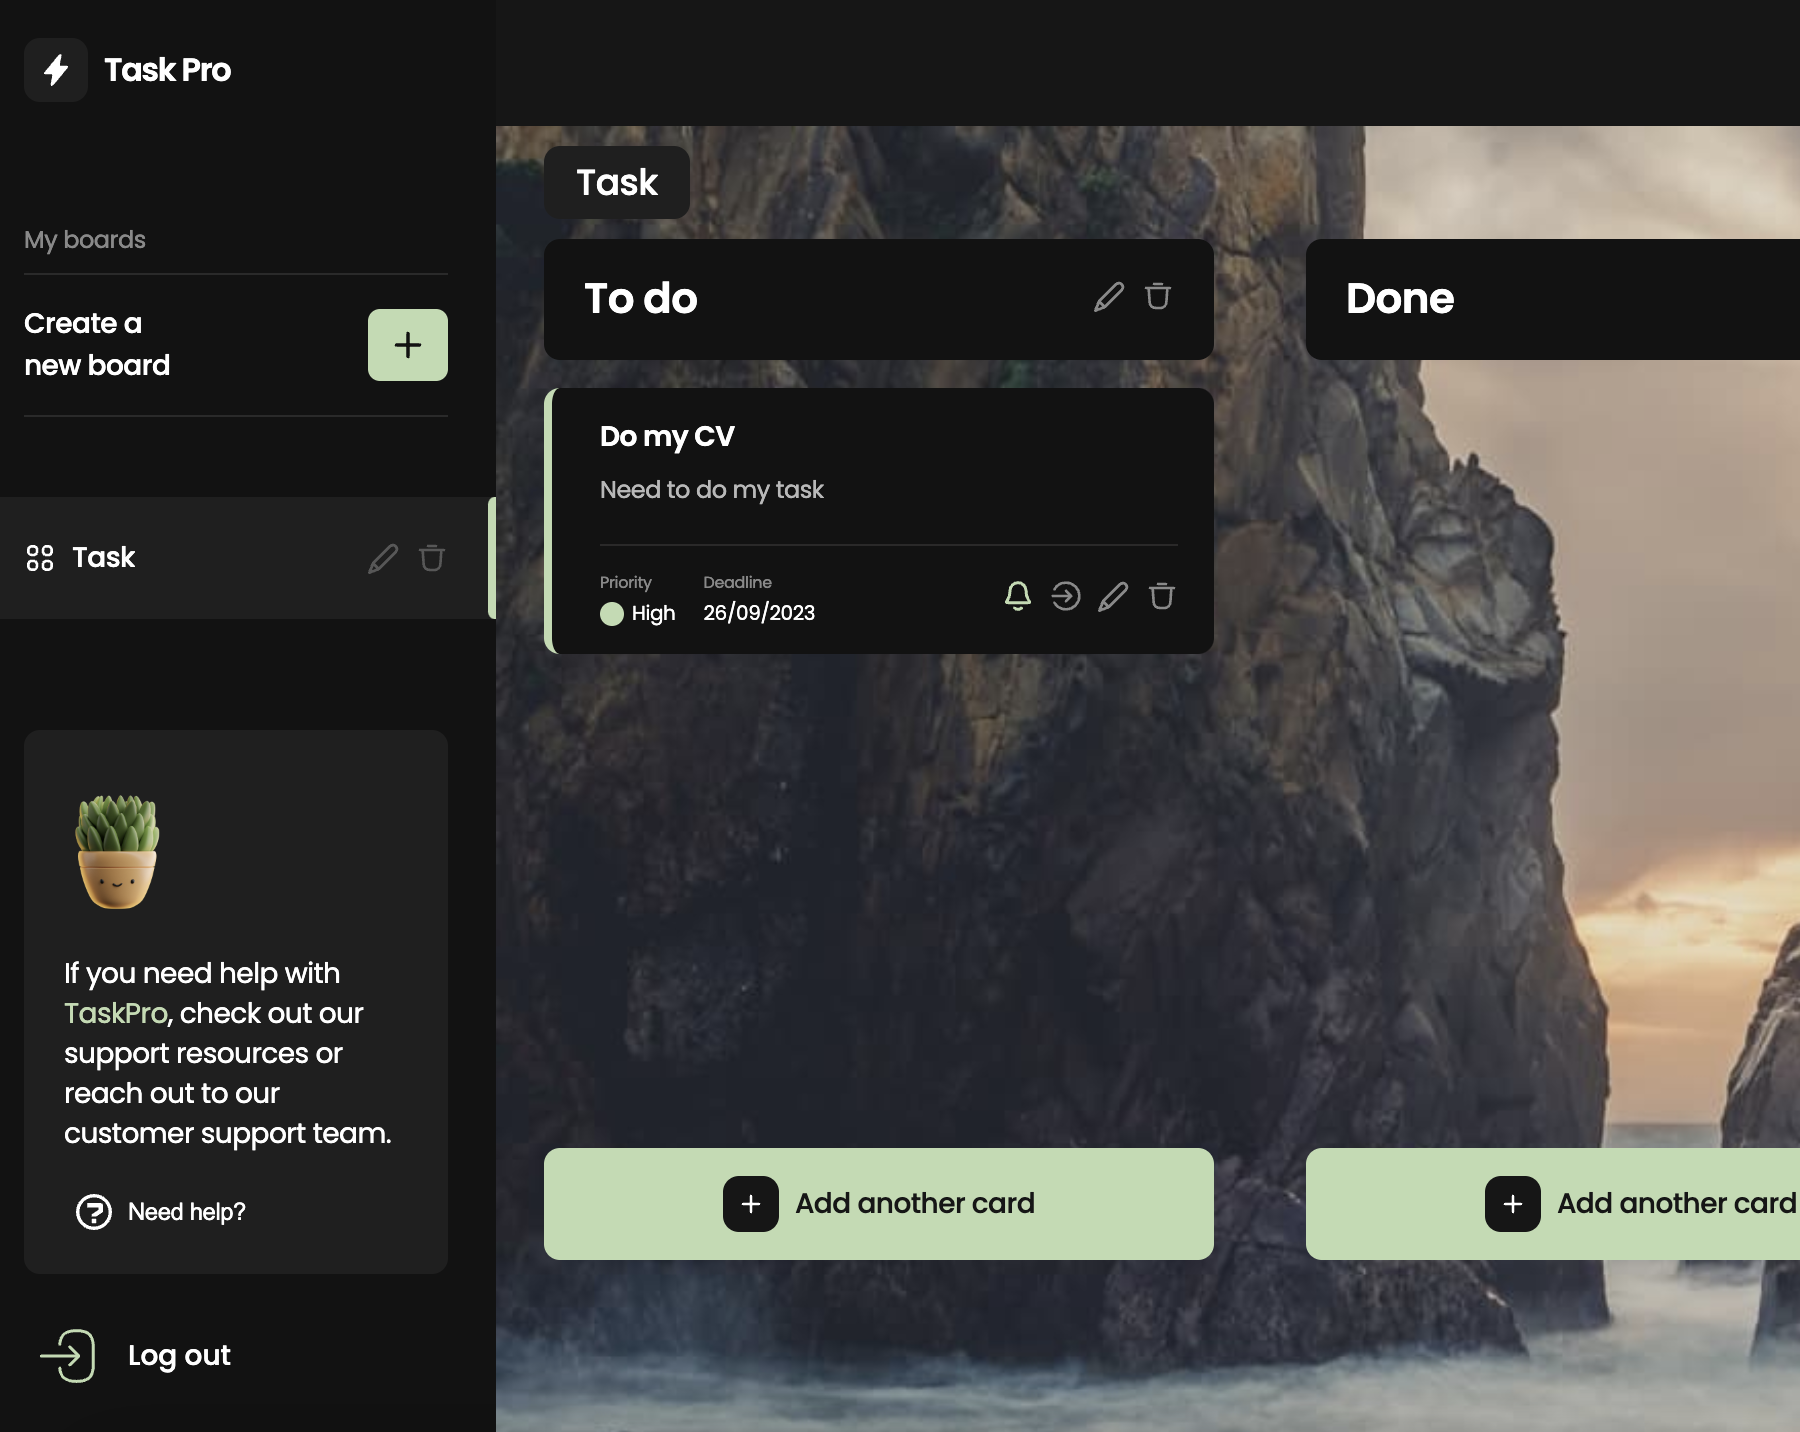 Task Pro
My boards
Create a
new board
Task
If you need help with
TaskPro, check out our
support resources or
reach out to our
customer support team.
Need help?
Log out
Task
To do
Do my CV
Need to do my task
Priority
High
Deadline
26/09/2023
Add another card
Done
Add another card